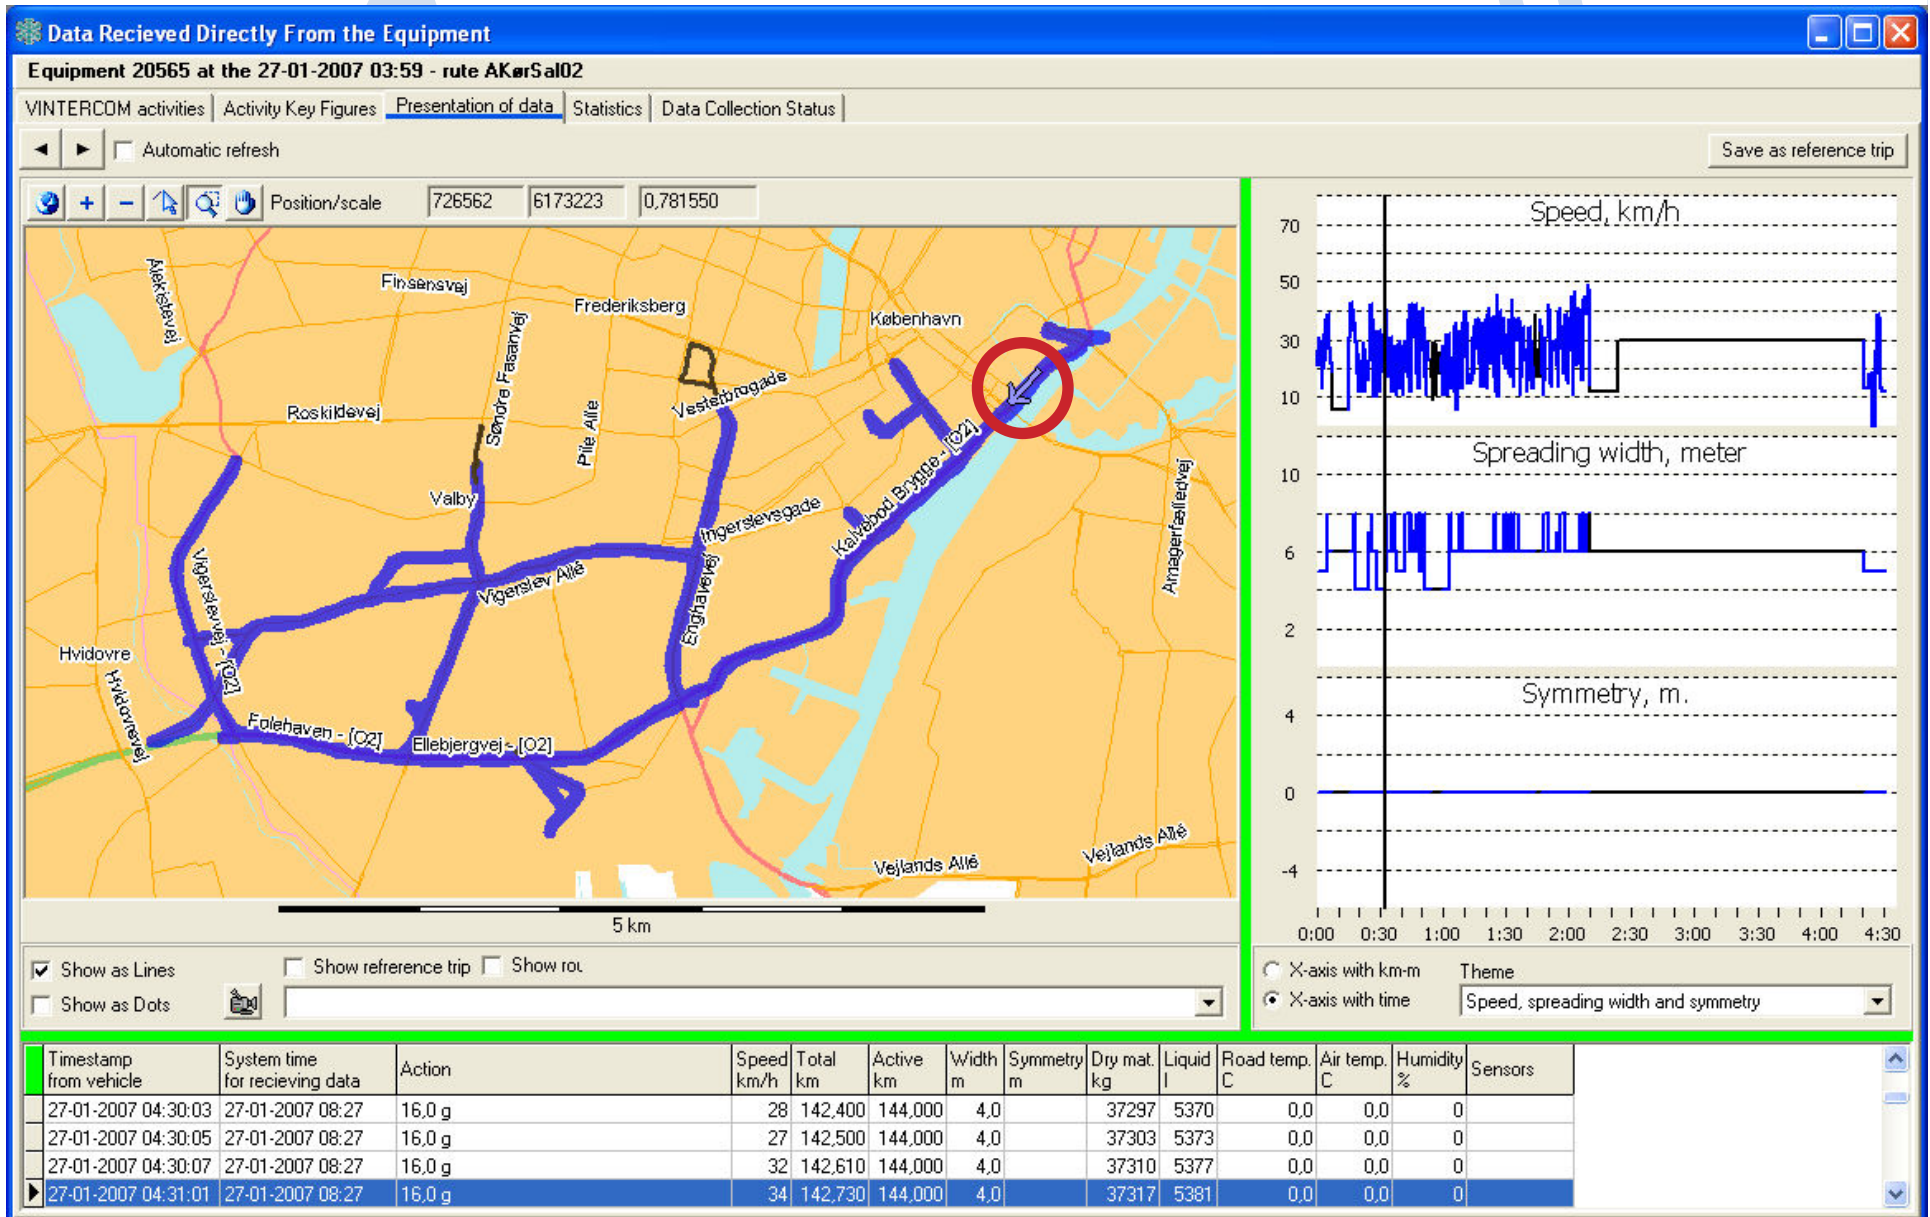 Data Recieved Directly From the Equipment
Equipment 20565 at the 27-01-2007 03:59 - rute AKørSal02
VINTERCOM activities Activity Key Figures Presentation of data Statistics Data Collection Status
Automatic refresh Save as reference trip
Position/scale 726562 6173223 0,781550
Ålekistevej
Finsensvej
Frederiksberg
København
Søndre Fasanvej
Roskildevej
Pile Alle
Vesterbrogade
Valby
Ingerslevsgade
Kalvebod Brygge - [O2]
Amagerfælledvej
Vigerslevvej - [O2]
Vigerslev Allé
Enghavevej
Hvidovre
Hvidovrevej
Folehaven - [O2]
Ellebjergvej - [O2]
Vejlands Allé
Vejlands Allé
5 km
Speed, km/h
70
50
30
10
Spreading width, meter
10
6
2
Symmetry, m.
4
0
-4
0:00 0:30 1:00 1:30 2:00 2:30 3:00 3:30 4:00 4:30
Show as Lines Show refrerence trip Show rou
Show as Dots
X-axis with km-m Theme
X-axis with time Speed, spreading width and symmetry
Timestamp System time Action Speed Total Active Width Symmetry Dry mat. Liquid Road temp. Air temp. Humidity Sensors
from vehicle for recieving data km/h km km m m kg l C C %
27-01-2007 04:30:03 27-01-2007 08:27 16,0 g 28 142,400 144,000 4,0 37297 5370 0,0 0,0 0
27-01-2007 04:30:05 27-01-2007 08:27 16,0 g 27 142,500 144,000 4,0 37303 5373 0,0 0,0 0
27-01-2007 04:30:07 27-01-2007 08:27 16,0 g 32 142,610 144,000 4,0 37310 5377 0,0 0,0 0
27-01-2007 04:31:01 27-01-2007 08:27 16,0 g 34 142,730 144,000 4,0 37317 5381 0,0 0,0 0